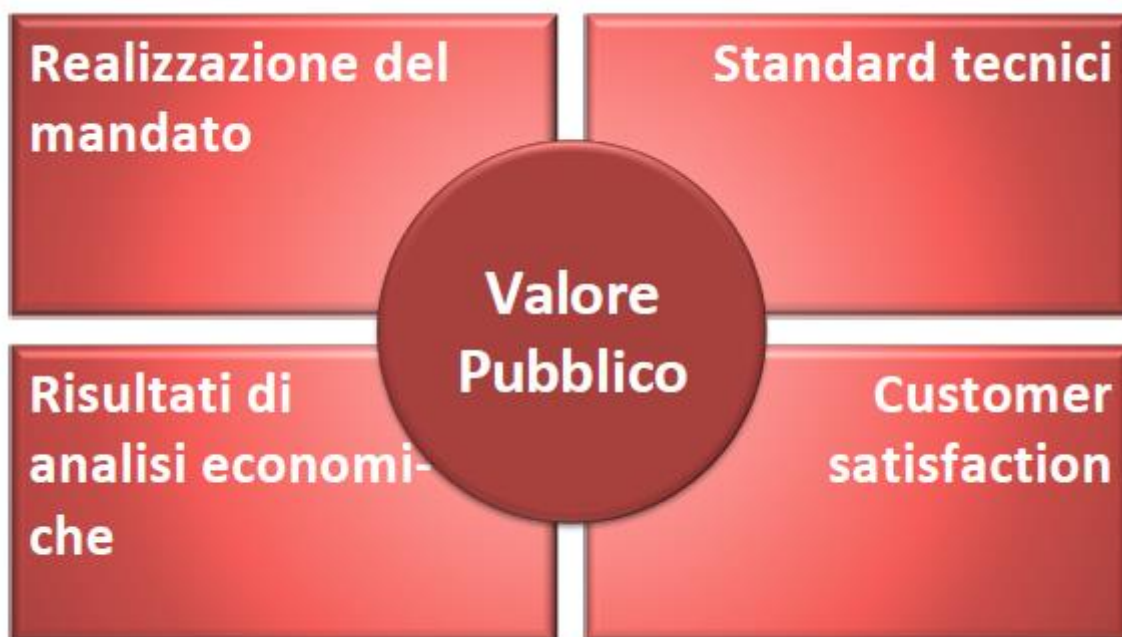 Realizzazione del
mandato
Standard tecnici
Valore
Pubblico
Risultati di
analisi economi-
che
Customer
satisfaction